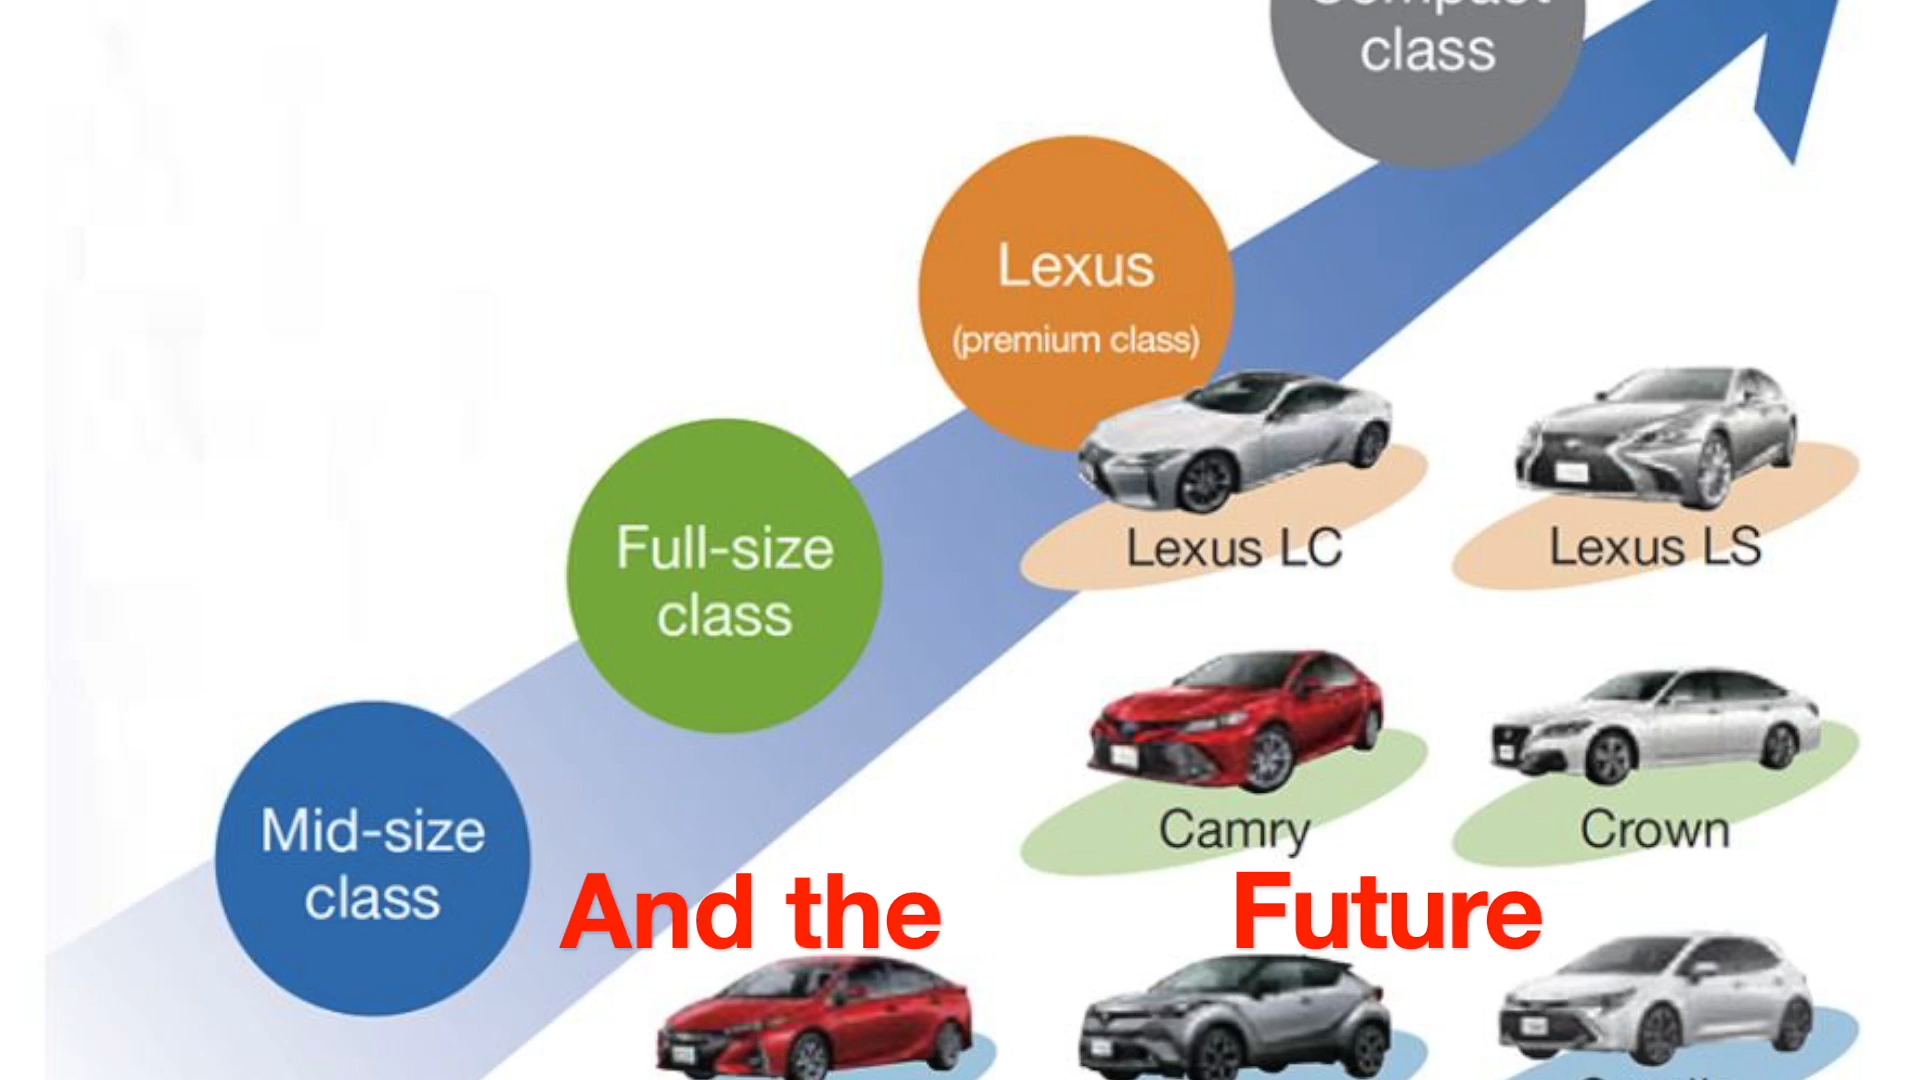 class
Lexus
(premium class)
Lexus LC
Lexus LS
Full-size
class
Camry
Crown
Mid-size
class
And the Future